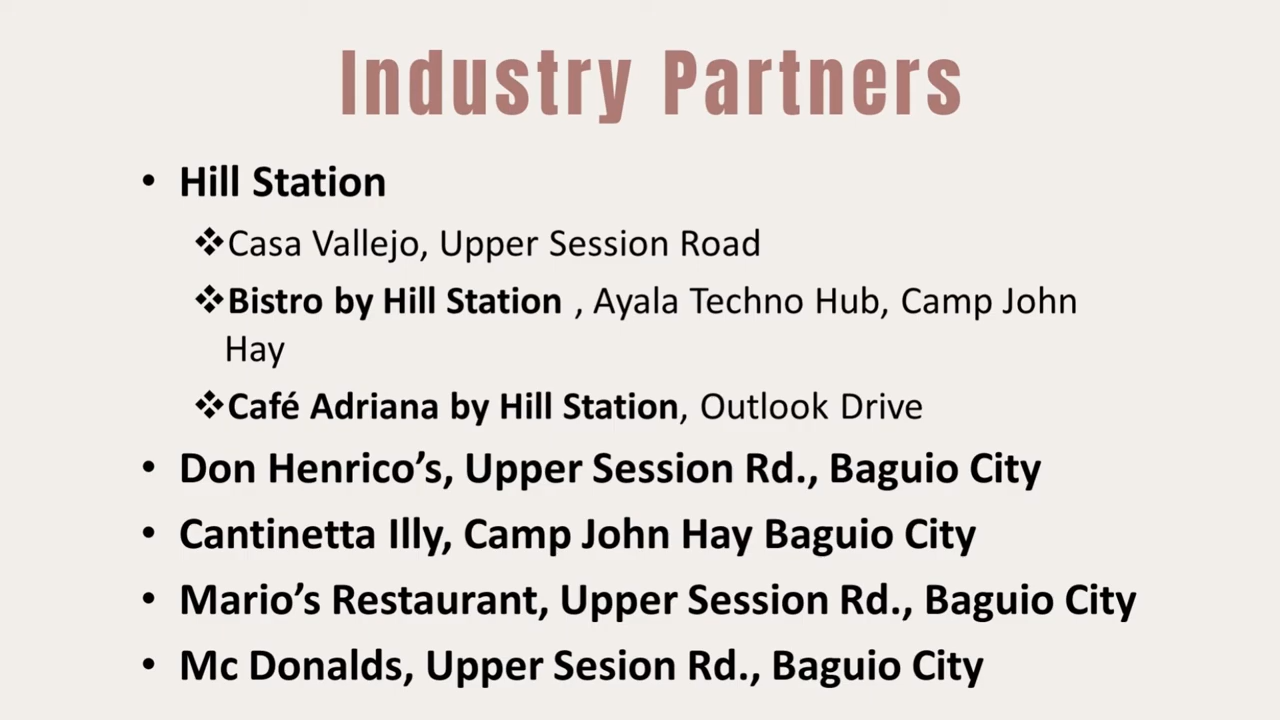 Industry Partners
• Hill Station
❖Casa Vallejo, Upper Session Road
❖Bistro by Hill Station , Ayala Techno Hub, Camp John
Hay
❖Café Adriana by Hill Station, Outlook Drive
• Don Henrico’s, Upper Session Rd., Baguio City
• Cantinetta Illy, Camp John Hay Baguio City
• Mario’s Restaurant, Upper Session Rd., Baguio City
• Mc Donalds, Upper Sesion Rd., Baguio City